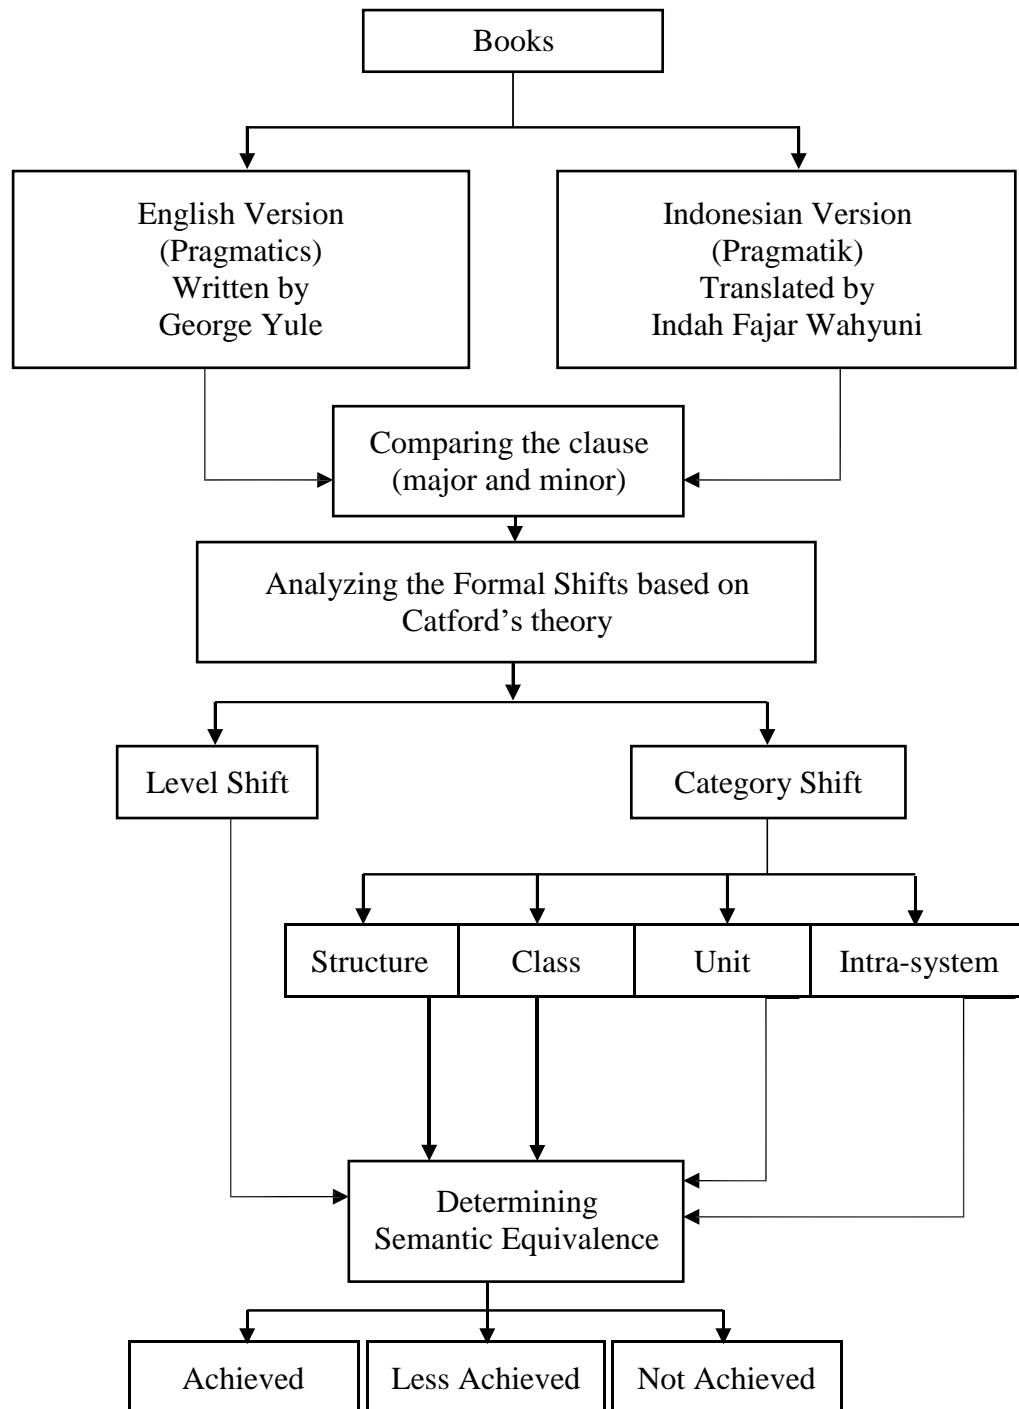 Books
English Version
(Pragmatics)
Written by
George Yule
Indonesian Version
(Pragmatik)
Translated by
Indah Fajar Wahyuni
Comparing the clause
(major and minor)
Analyzing the Formal Shifts based on
Catford’s theory
Level Shift
Category Shift
Structure
Class
Unit
Intra-system
Determining
Semantic Equivalence
Achieved
Less Achieved
Not Achieved